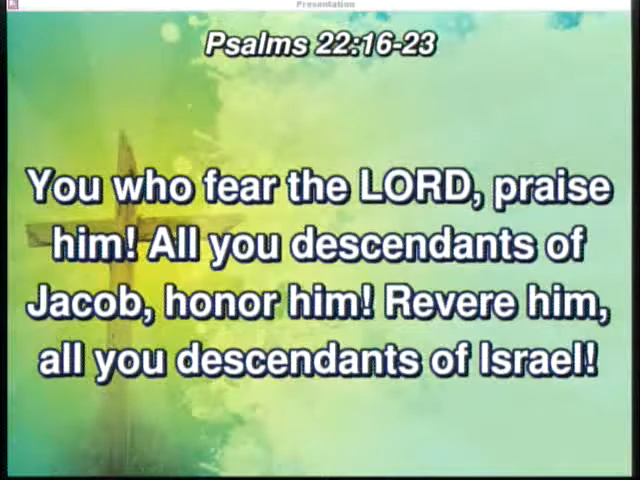 Presentation
Psalms 22:16-23
You who fear the LORD, praise
him! All you descendants of
Jacob, honor him! Revere him,
all you descendants of Israel!